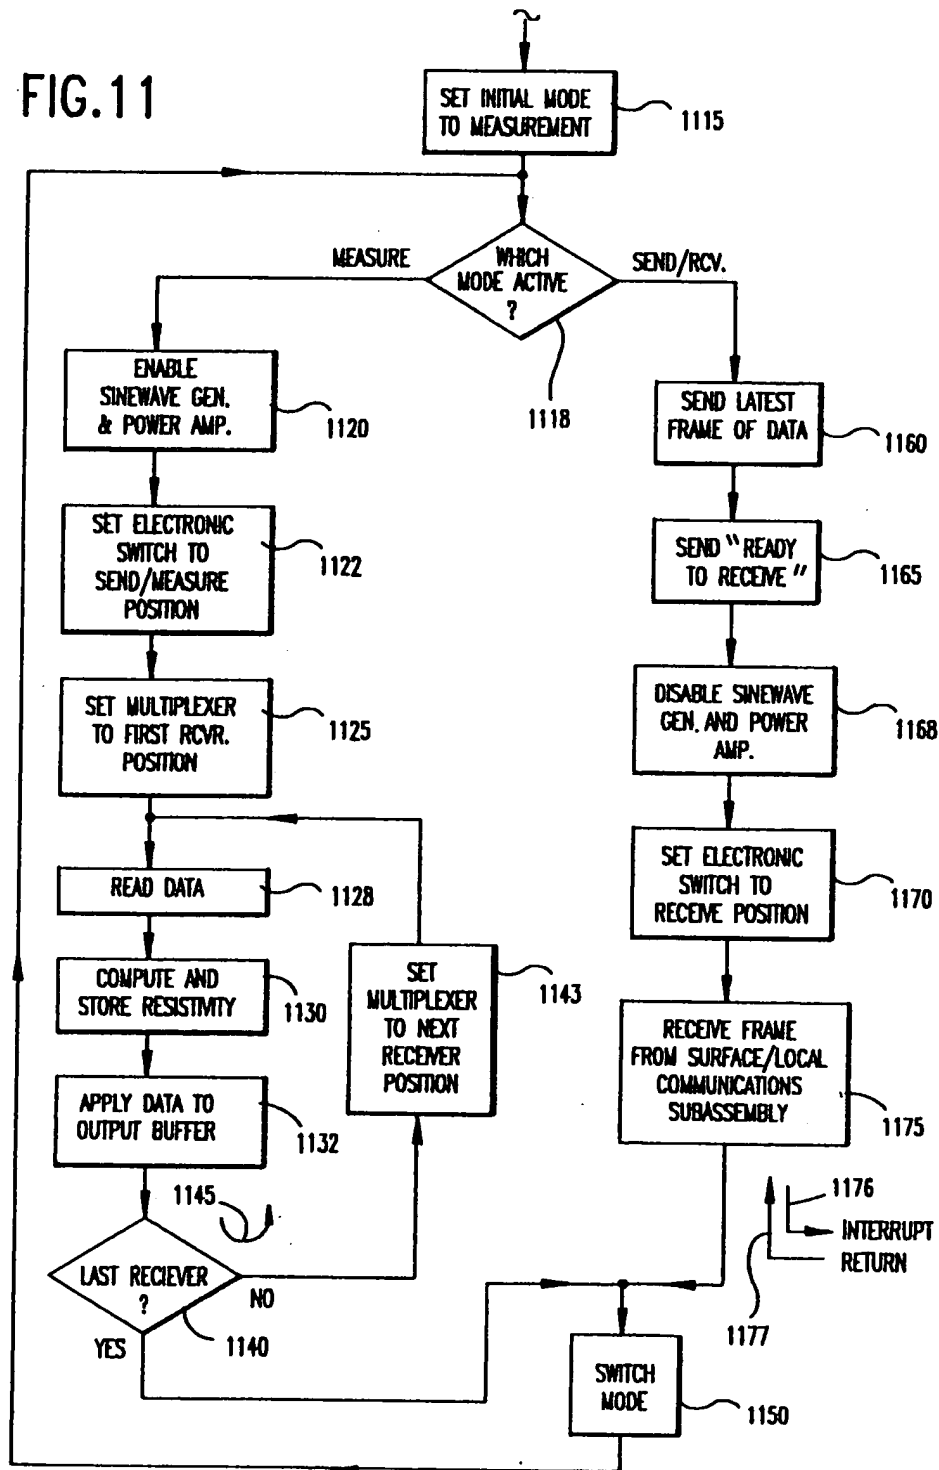 FIG.11
SET INITIAL MODE
TO MEASUREMENT
1115
WHICH
MODE ACTIVE
?
1118
MEASURE
SEND/RCV.
ENABLE
SINEWAVE GEN.
& POWER AMP.
1120
SET ELECTRONIC
SWITCH TO
SEND/MEASURE
POSITION
1122
SET MULTIPLEXER
TO FIRST RCVR.
POSITION
1125
READ DATA
1128
COMPUTE AND
STORE RESISTIVITY
1130
APPLY DATA TO
OUTPUT BUFFER
1132
1145
LAST RECIEVER
?
1140
NO
YES
SET
MULTIPLEXER
TO NEXT
RECEIVER
POSITION
1143
SEND LATEST
FRAME OF DATA
1160
SEND "READY
TO RECEIVE"
1165
DISABLE SINEWAVE
GEN. AND POWER
AMP.
1168
SET ELECTRONIC
SWITCH TO
RECEIVE POSITION
1170
RECEIVE FRAME
FROM SURFACE/LOCAL
COMMUNICATIONS
SUBASSEMBLY
1175
1176
INTERRUPT
RETURN
1177
SWITCH
MODE
1150